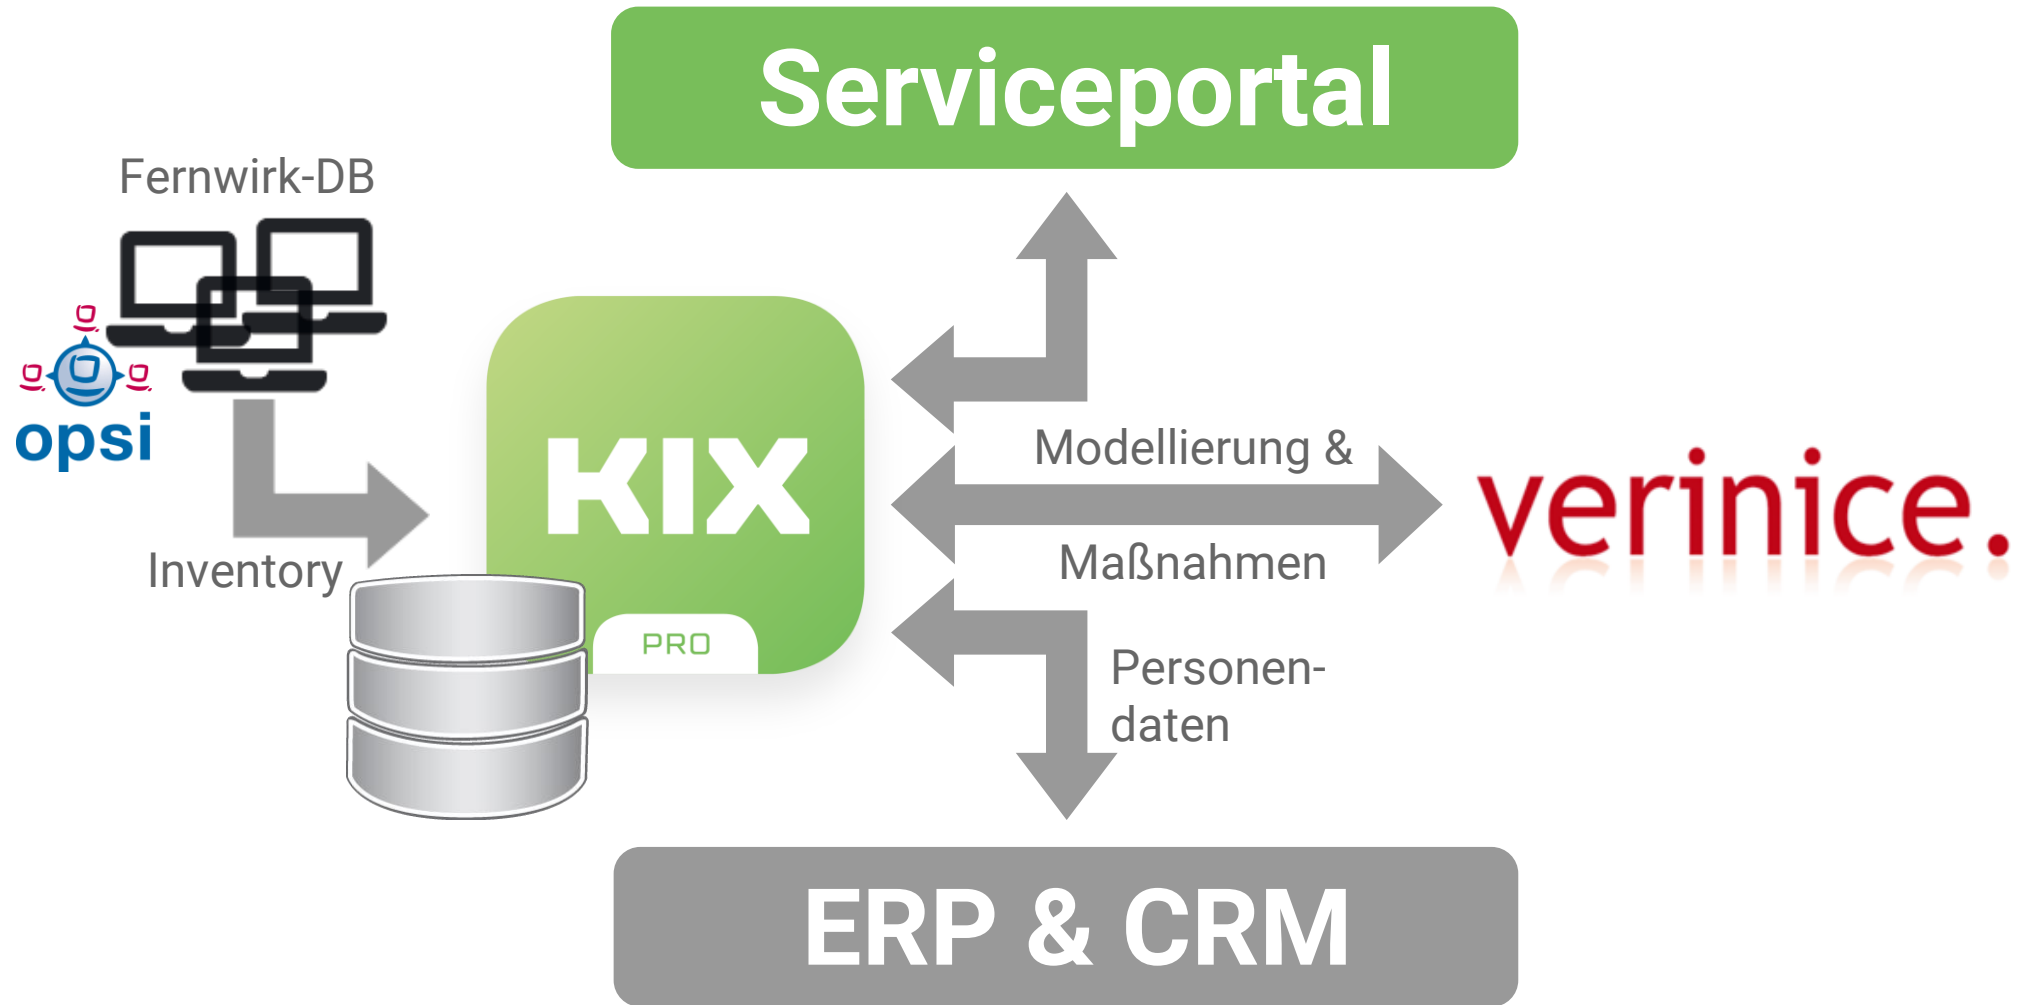 Serviceportal
Fernwirk-DB
opsi
Inventory
KIX
PRO
Modellierung &
Maßnahmen
verinice.
Personen-
daten
ERP & CRM